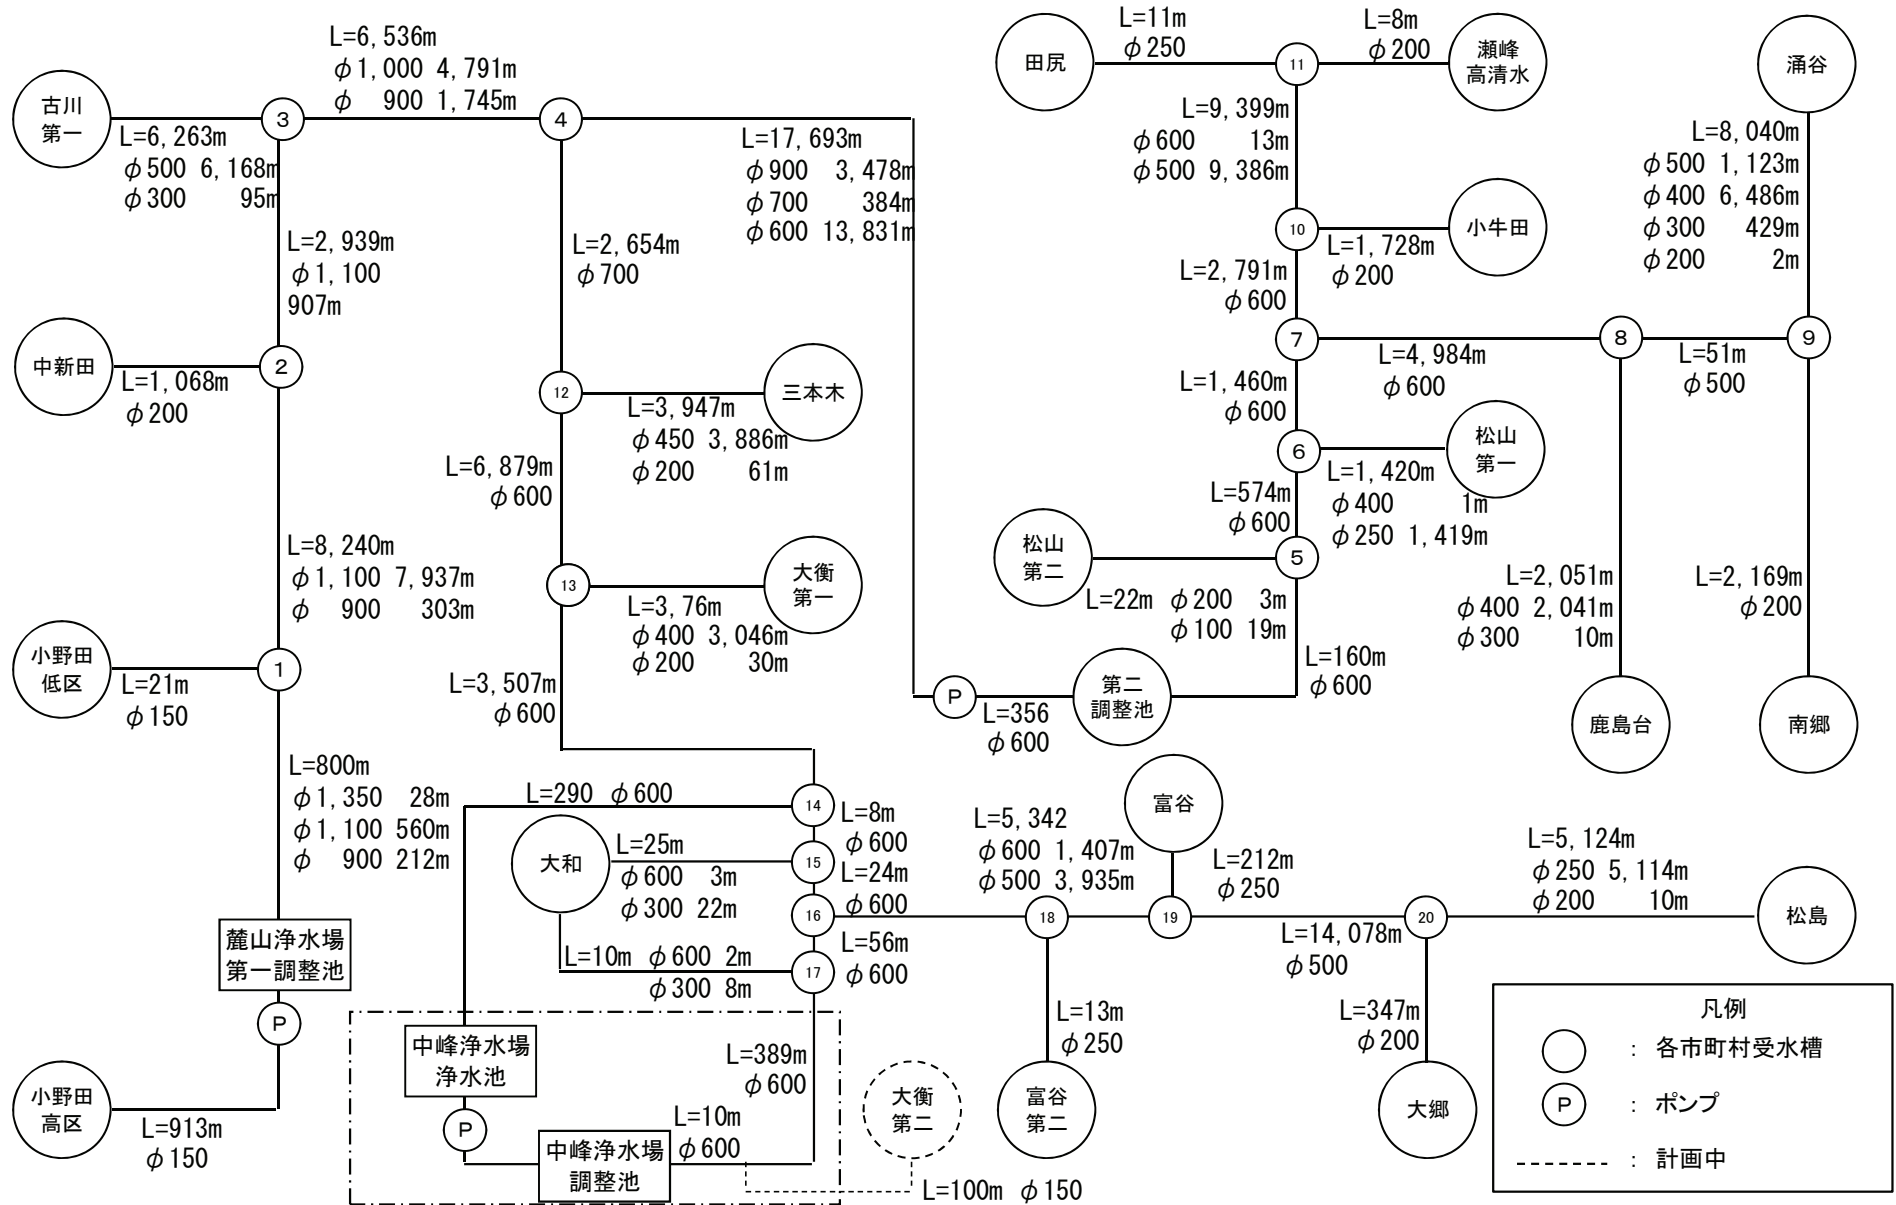 古川
第一
L=6,263m
φ500 6,168m
φ300 95m
3
L=6,536m
φ1,000 4,791m
φ 900 1,745m
4
L=17,693m
φ900 3,478m
φ700 384m
φ600 13,831m
L=2,939m
φ1,100
907m
中新田
L=1,068m
φ200
2
L=8,240m
φ1,100 7,937m
φ 900 303m
小野田
低区
L=21m
φ150
1
L=800m
φ1,350 28m
φ1,100 560m
φ 900 212m
麓山浄水場
第一調整池
P
小野田
高区
L=913m
φ150
L=2,654m
φ700
12
L=3,947m
φ450 3,886m
φ200 61m
三本木
L=6,879m
φ600
13
L=3,76m
φ400 3,046m
φ200 30m
大衡
第一
L=3,507m
φ600
L=290 φ600
14
L=8m
φ600
大和
L=25m
φ600 3m
φ300 22m
15
L=24m
φ600
16
L=10m φ600 2m
φ300 8m
L=56m
φ600
17
中峰浄水場
浄水池
P
中峰浄水場
調整池
L=10m
φ600
L=389m
φ600
大衡
第二
L=100m φ150
田尻
L=11m
φ250
11
L=8m
φ200
瀬峰
高清水
L=9,399m
φ600 13m
φ500 9,386m
10
L=1,728m
φ200
小牛田
L=2,791m
φ600
7
L=4,984m
φ600
8
L=51m
φ500
9
涌谷
L=8,040m
φ500 1,123m
φ400 6,486m
φ300 429m
φ200 2m
L=1,460m
φ600
6
L=1,420m
φ400 1m
φ250 1,419m
松山
第一
L=574m
φ600
松山
第二
5
L=22m φ200 3m
φ100 19m
L=160m
φ600
P
L=356
φ600
第二
調整池
L=2,051m
φ400 2,041m
φ300 10m
鹿島台
L=2,169m
φ200
南郷
L=5,342
φ600 1,407m
φ500 3,935m
18
L=13m
φ250
富谷
第二
富谷
L=212m
φ250
19
L=14,078m
φ500
20
L=347m
φ200
大郷
L=5,124m
φ250 5,114m
φ200 10m
松島
凡例
: 各市町村受水槽
P : ポンプ
: 計画中